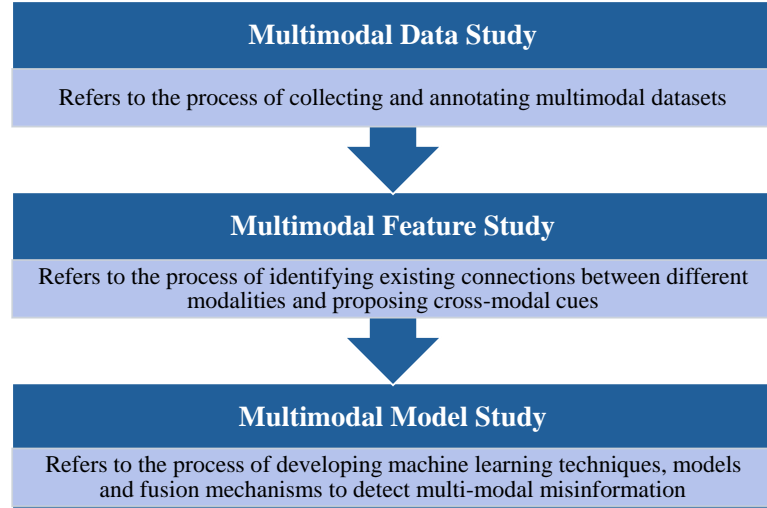 Multimodal Data Study
Refers to the process of collecting and annotating multimodal datasets
Multimodal Feature Study
Refers to the process of identifying existing connections between different
modalities and proposing cross-modal cues
Multimodal Model Study
Refers to the process of developing machine learning techniques, models
and fusion mechanisms to detect multi-modal misinformation